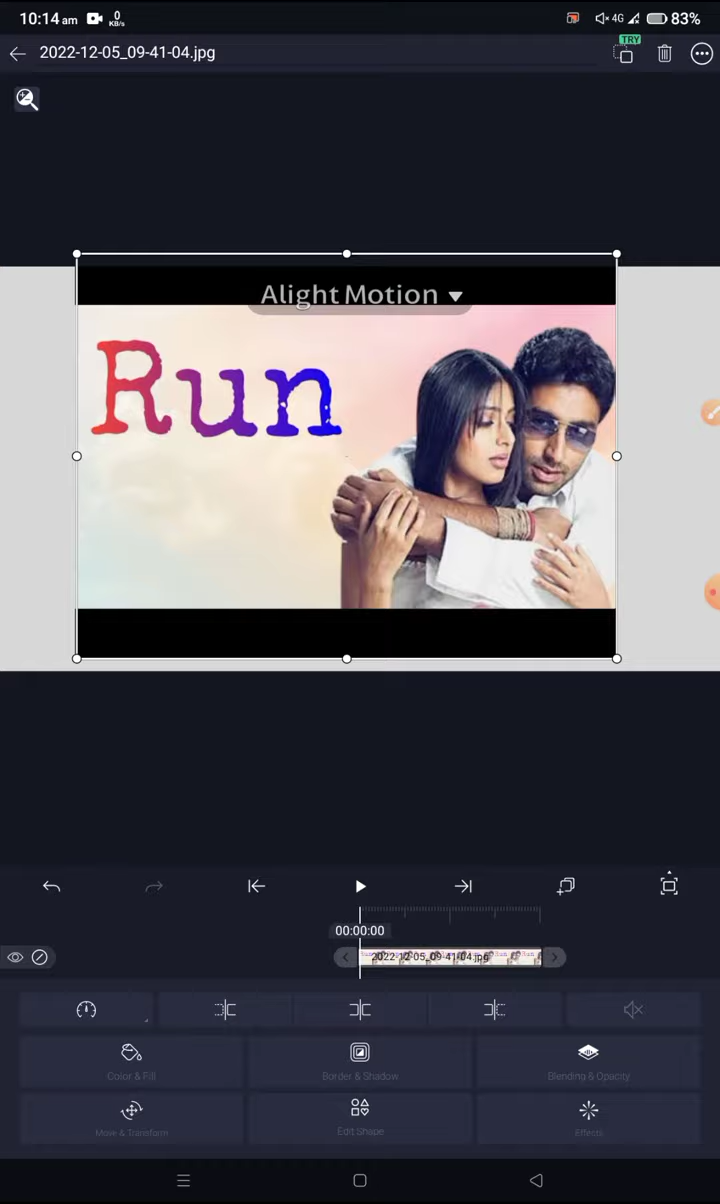 10:14 am 0 KB/s 4G 83%
2022-12-05_09-41-04.jpg TRY
Alight Motion
Run
00:00:00
2022-12-05_09-41-04.jpg
Color & Fill Border & Shadow Blending & Opacity
Move & Transform Edit Shape Effects